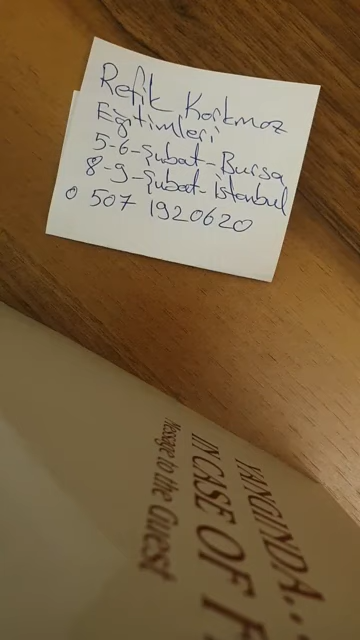 Refik Korkmaz
Eğitimleri
5-6-Şubat-Bursa
8-9-Şubat-İstanbul
0 507 1920620
YANGINDA..
IN CASE OF
Message to the Guest